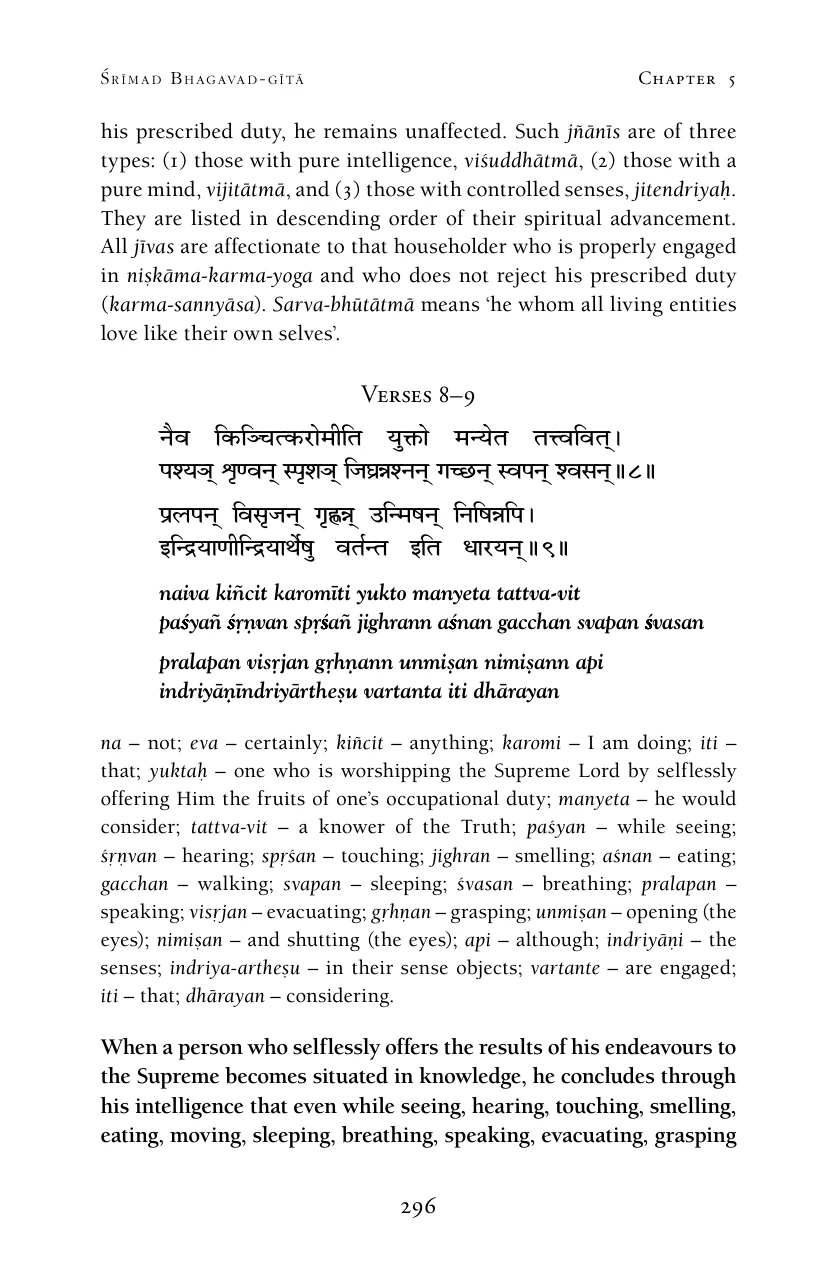 Śrīmad Bhagavad-gītā Chapter 5
his prescribed duty, he remains unaffected. Such jñānīs are of three
types: (1) those with pure intelligence, viśuddhātmā, (2) those with a
pure mind, vijitātmā, and (3) those with controlled senses, jitendriyaḥ.
They are listed in descending order of their spiritual advancement.
All jīvas are affectionate to that householder who is properly engaged
in niṣkāma-karma-yoga and who does not reject his prescribed duty
(karma-sannyāsa). Sarva-bhūtātmā means ‘he whom all living entities
love like their own selves’.
Verses 8–9
नैव किञ्चित्करोमीति युक्तो मन्येत तत्त्ववित्।
पश्यञ् शृण्वन् स्पृशञ् जिघ्रन्नश्नन् गच्छन् स्वपन् श्वसन्॥८॥
प्रलपन् विसृजन् गृह्णन्न् उन्मिषन् निमिषन्नपि।
इन्द्रियाणीन्द्रियार्थेषु वर्तन्त इति धारयन्॥९॥
naiva kiñcit karomīti yukto manyeta tattva-vit
paśyañ śṛṇvan spṛśañ jighrann aśnan gacchan svapan śvasan
pralapan visṛjan gṛhṇann unmiṣan nimiṣann api
indriyāṇīndriyārtheṣu vartanta iti dhārayan
na – not; eva – certainly; kiñcit – anything; karomi – I am doing; iti –
that; yuktaḥ – one who is worshipping the Supreme Lord by selflessly
offering Him the fruits of one’s occupational duty; manyeta – he would
consider; tattva-vit – a knower of the Truth; paśyan – while seeing;
śṛṇvan – hearing; spṛśan – touching; jighran – smelling; aśnan – eating;
gacchan – walking; svapan – sleeping; śvasan – breathing; pralapan –
speaking; visṛjan – evacuating; gṛhṇan – grasping; unmiṣan – opening (the
eyes); nimiṣan – and shutting (the eyes); api – although; indriyāṇi – the
senses; indriya-artheṣu – in their sense objects; vartante – are engaged;
iti – that; dhārayan – considering.
When a person who selflessly offers the results of his endeavours to
the Supreme becomes situated in knowledge, he concludes through
his intelligence that even while seeing, hearing, touching, smelling,
eating, moving, sleeping, breathing, speaking, evacuating, grasping
296